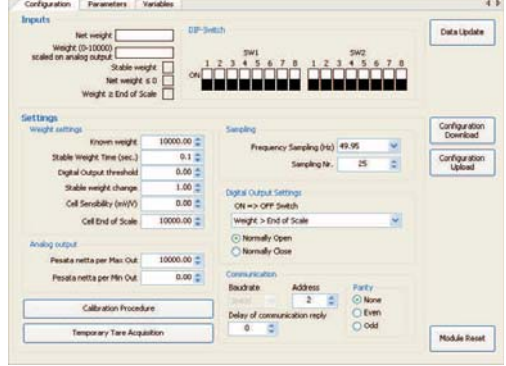 Configuration Parameters Variables
Inputs
Net weight
Weight (0-10000)
scaled on analog output
Stable weight
Net weight ≤ 0
Weight ≥ End of Scale
DIP-Switch
SW1 SW2
1 2 3 4 5 6 7 8 1 2 3 4 5 6 7 8
ON
Data Update
Settings
Weight settings
Known weight 10000.00
Stable Weight Time (sec.) 0.1
Digital Output threshold 0.00
Stable weight change 1.00
Cell Sensibility (mV/V) 0.00
Cell End of Scale 10000.00
Analog output
Pesata netta per Max Out 10000.00
Pesata netta per Min Out 0.00
Calibration Procedure
Temporary Tare Acquisition
Sampling
Frequency Sampling (Hz) 49.95
Sampling Nr. 25
Digital Output Settings
ON => OFF Switch
Weight > End of Scale
Normally Open
Normally Close
Communication
Baudrate Address Parity
2 None
Delay of communication reply Even
0 Odd
Configuration
Download
Configuration
Upload
Module Reset